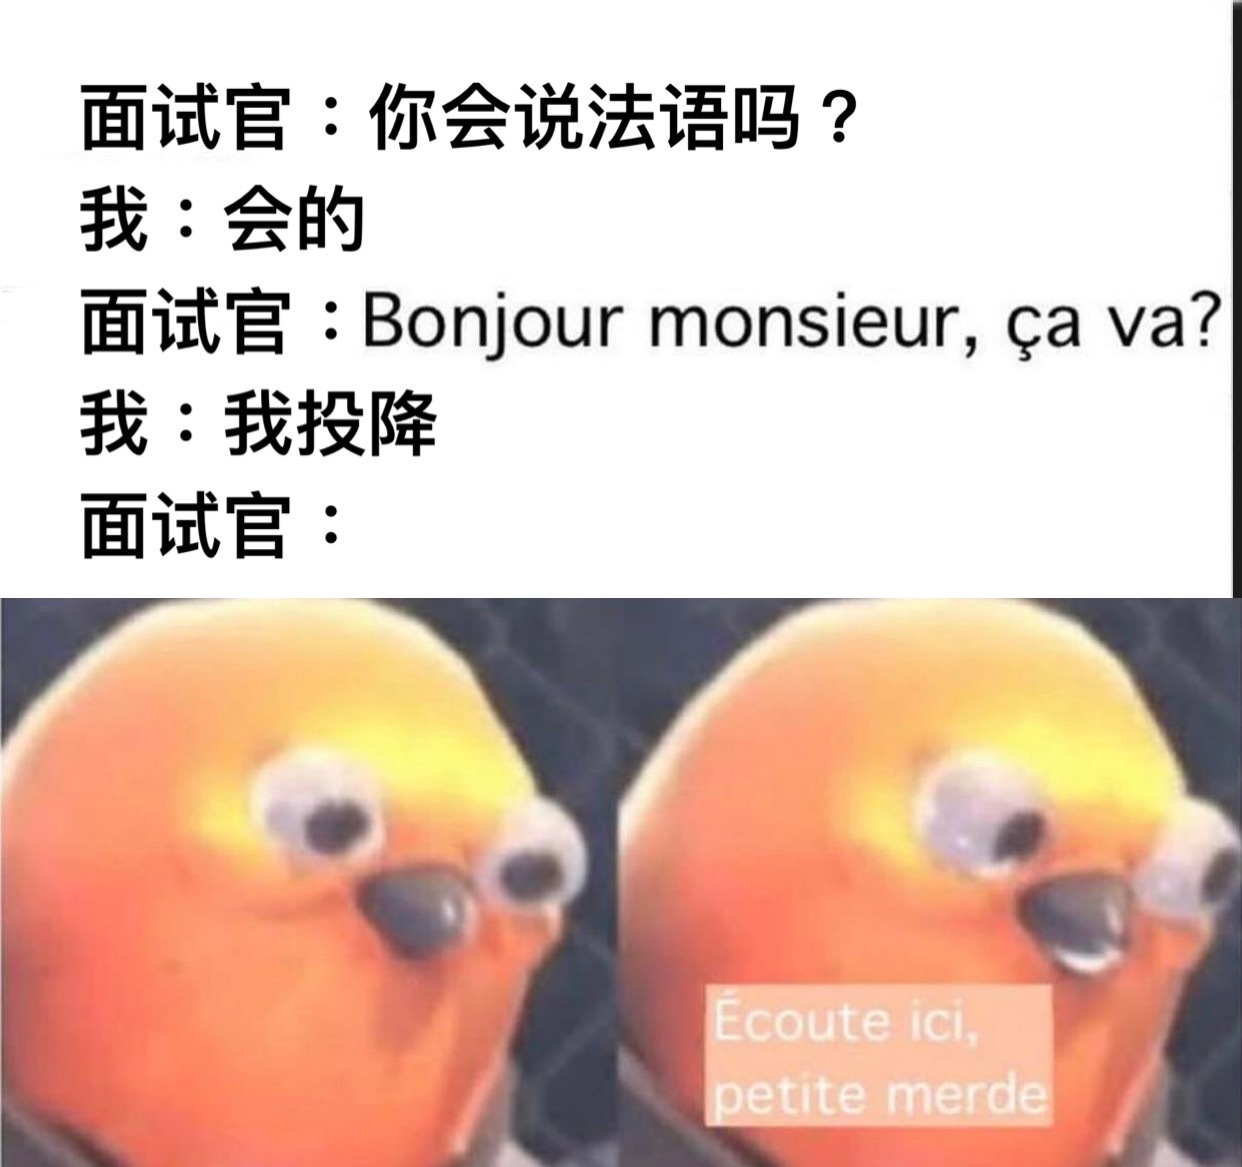 面试官：你会说法语吗？
我：会的
面试官：Bonjour monsieur, ça va?
我：我投降
面试官：
Écoute ici,
petite merde